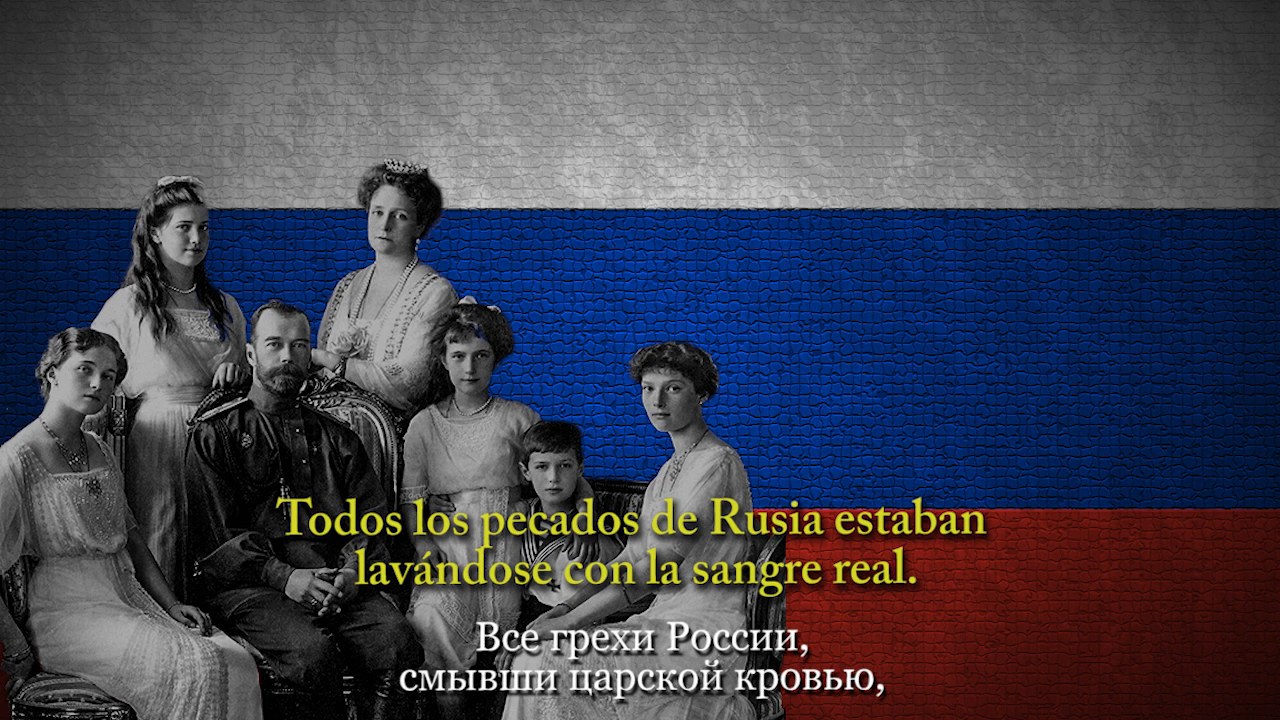 Todos los pecados de Rusia estaban
lavándose con la sangre real.
Все грехи России,
смывши царской кровью,